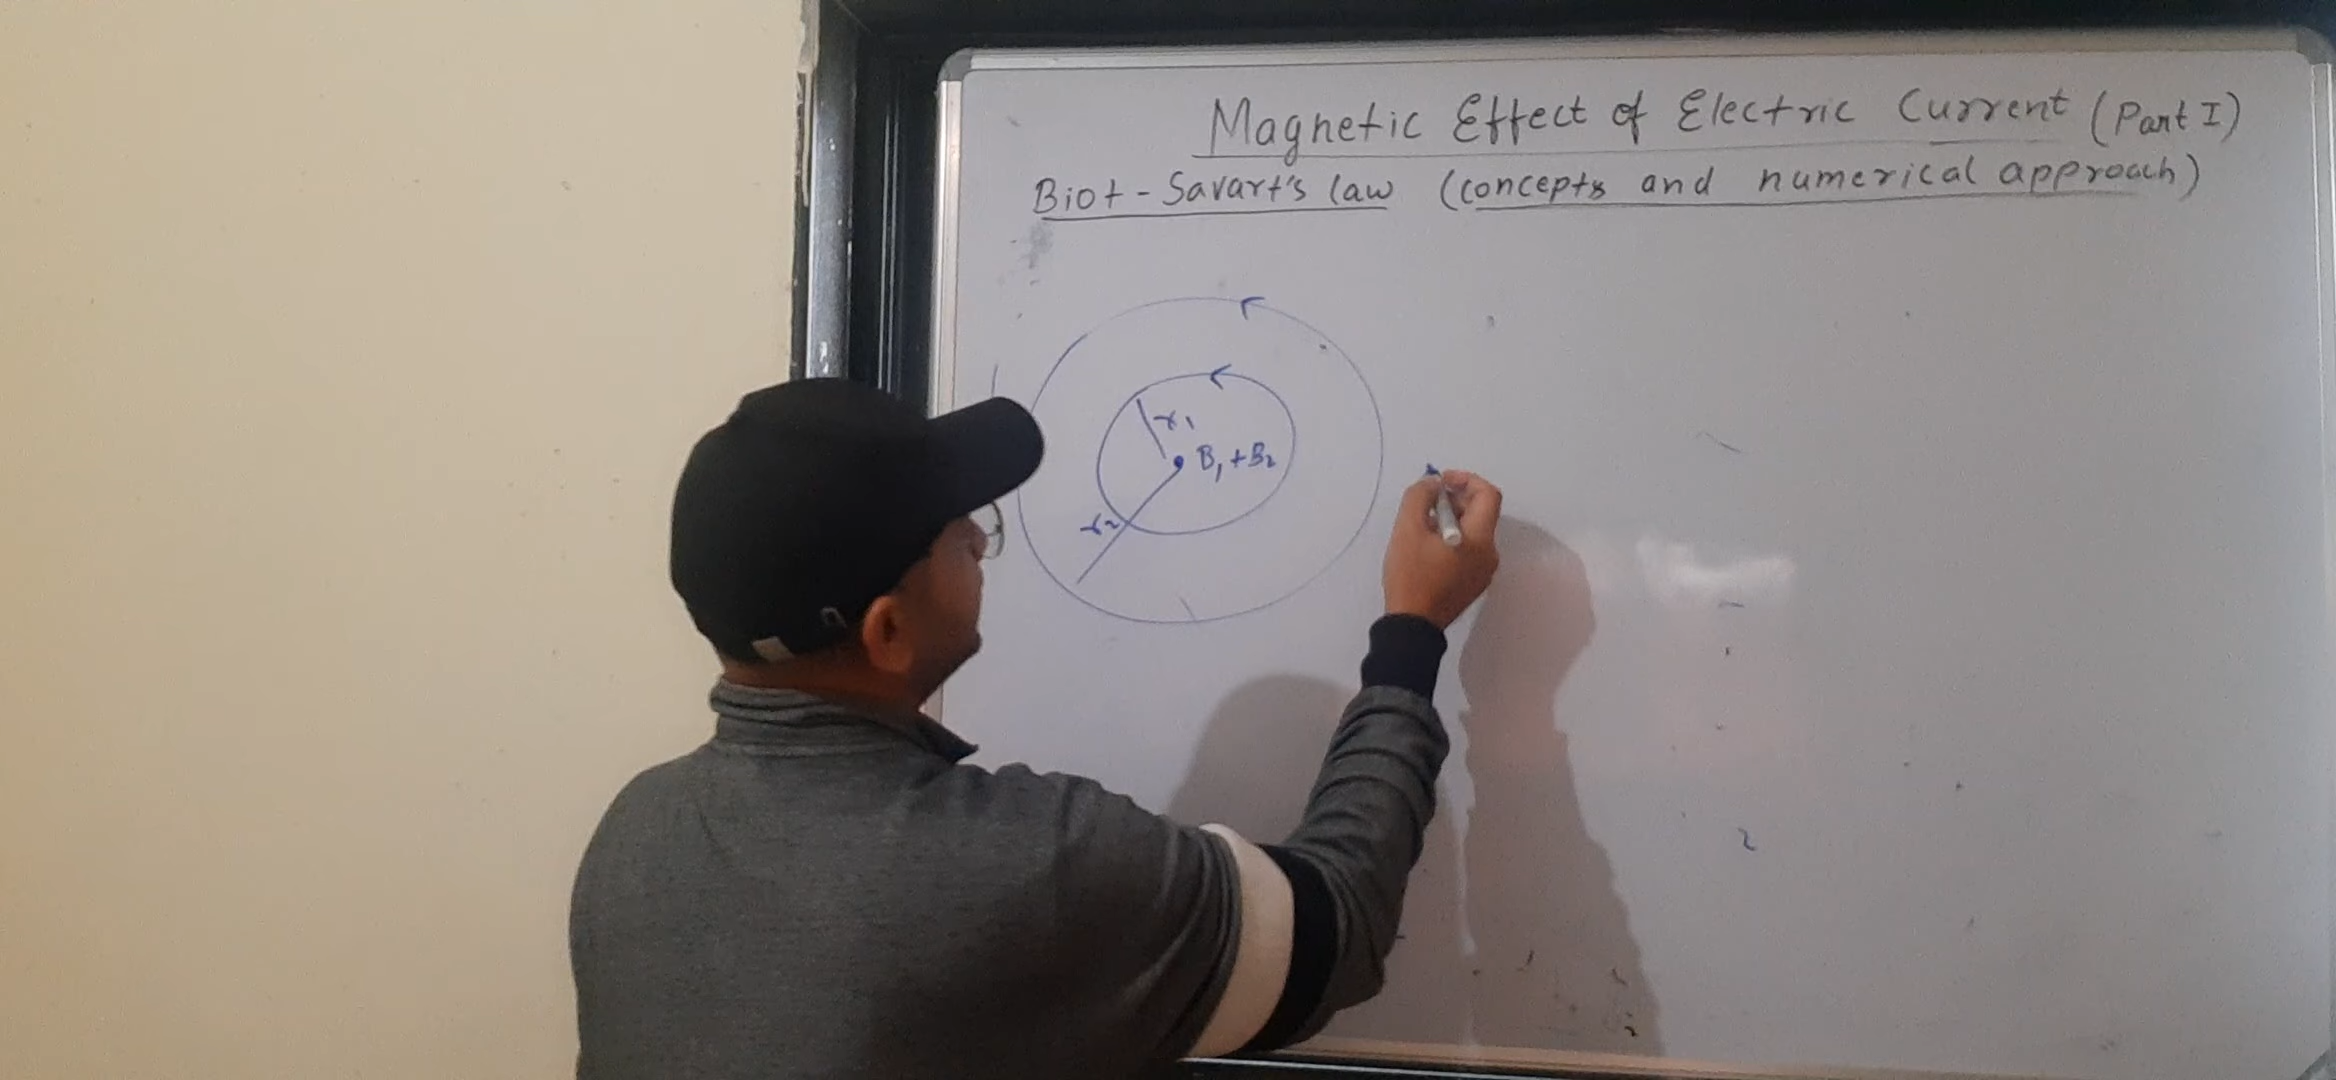 Magnetic Effect of Electric Current (Part I)
Biot - Savart's law (concepts and numerical approach)
r1
B1 + B2
r2